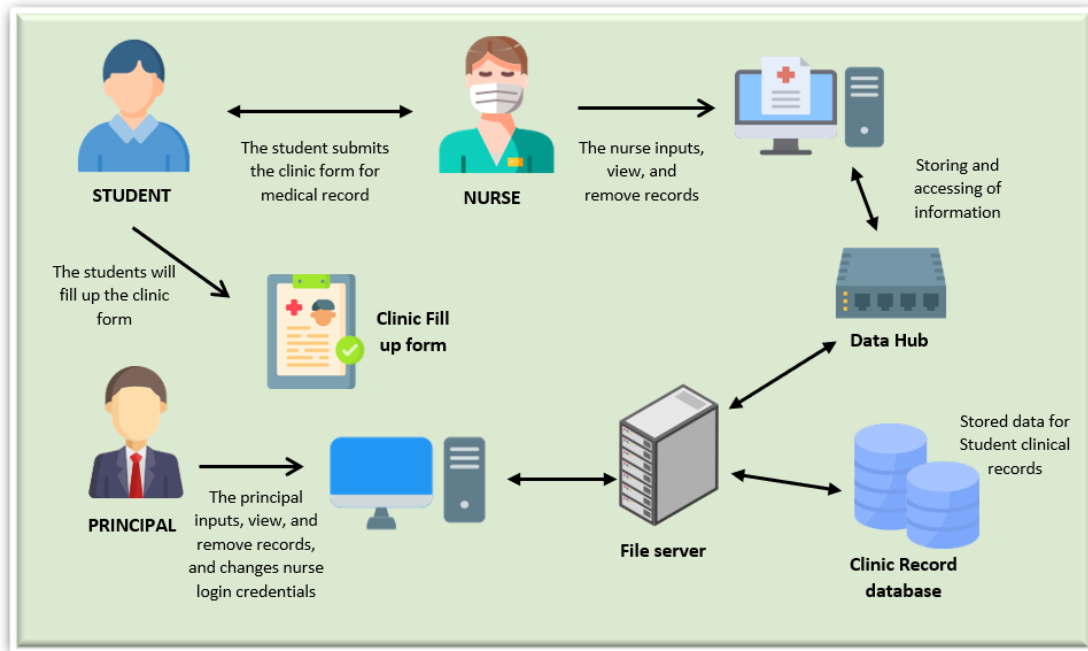 STUDENT
The student submits
the clinic form for
medical record
NURSE
The nurse inputs,
view, and
remove records
Storing and
accessing of
information
The students will
fill up the clinic
form
Clinic Fill
up form
Data Hub
PRINCIPAL
The principal
inputs, view, and
remove records,
and changes nurse
login credentials
File server
Stored data for
Student clinical
records
Clinic Record
database